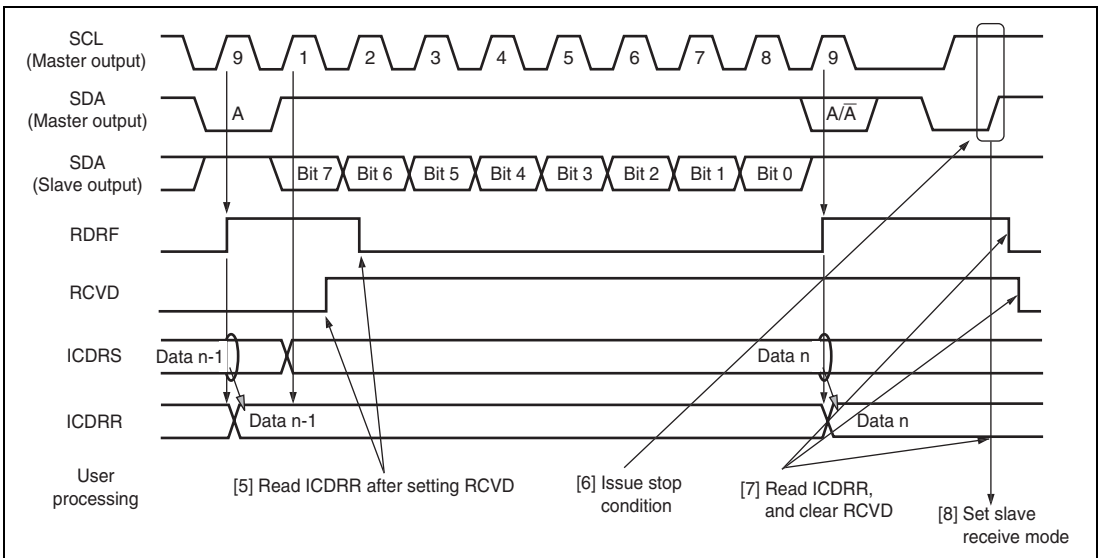 SCL
(Master output)
9 1 2 3 4 5 6 7 8 9
SDA
(Master output)
A A/A̅
SDA
(Slave output)
Bit 7 Bit 6 Bit 5 Bit 4 Bit 3 Bit 2 Bit 1 Bit 0
RDRF
RCVD
ICDRS
Data n-1 Data n
ICDRR
Data n-1 Data n
User
processing
[5] Read ICDRR after setting RCVD
[6] Issue stop
condition
[7] Read ICDRR,
and clear RCVD
[8] Set slave
receive mode